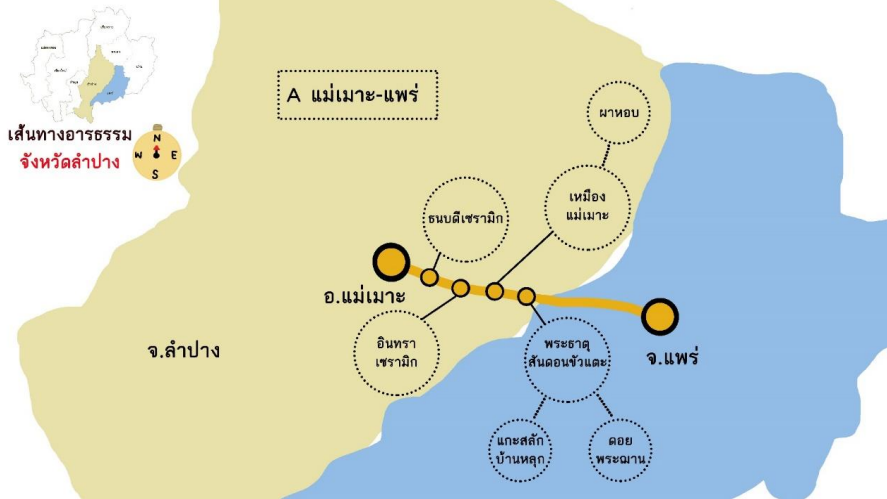 A แม่เมาะ-แพร่
เส้นทางอารธรรม
จังหวัดลำปาง
N
W E
S
ผาหอบ
เหมือง
แม่เมาะ
ธนบดีเซรามิก
อ.แม่เมาะ
อินทรา
เซรามิก
พระธาตุ
สันดอนขัวแตะ
จ.ลำปาง
จ.แพร่
แกะสลัก
บ้านหลุก
ดอย
พระฌาน